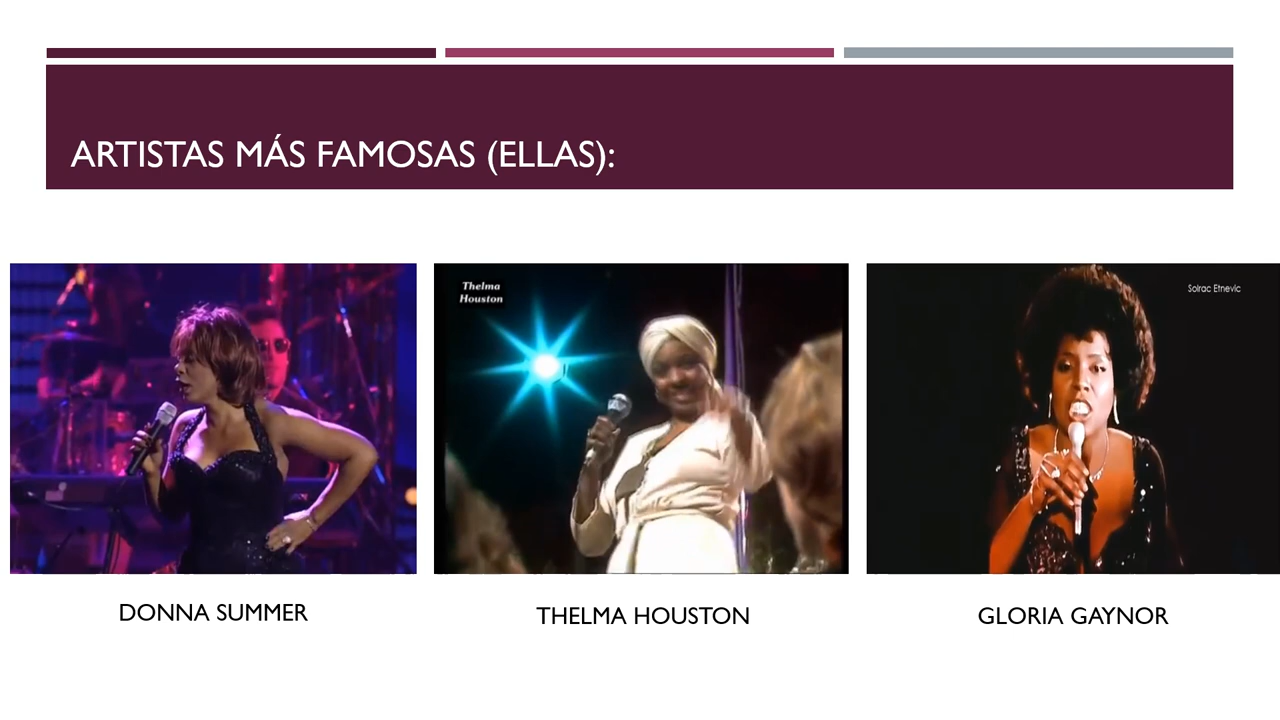 ARTISTAS MÁS FAMOSAS (ELLAS):
Thelma
Houston
Solrac Etnevic
DONNA SUMMER
THELMA HOUSTON
GLORIA GAYNOR